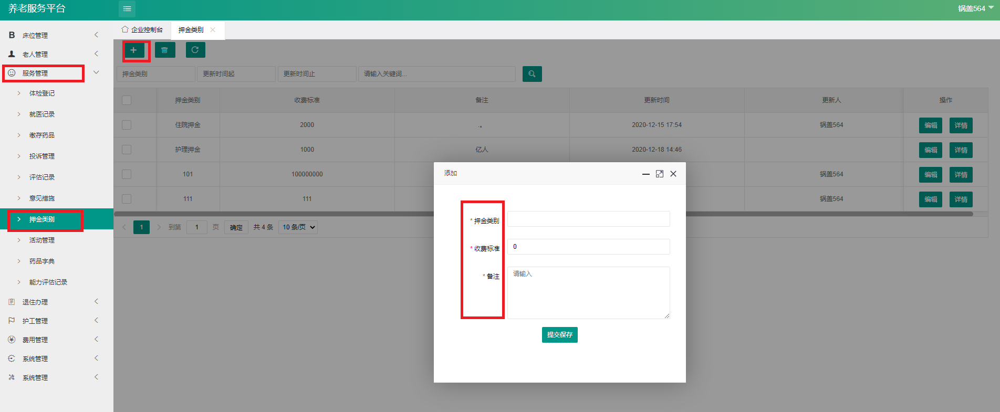 养老服务平台
锅盖564
企业控制台
押金类别
床位管理
老人管理
服务管理
体检登记
就医记录
缴存药品
投诉管理
评估记录
意见措施
押金类别
活动管理
药品字典
能力评估记录
退住办理
护工管理
费用管理
系统管理
系统管理
押金类别 更新时间起 更新时间止 请输入关键词...
押金类别 收费标准 备注 更新时间 更新人 操作
住院押金 2000 .。 2020-12-15 17:54 锅盖564 编辑 详情
护理押金 1000 亿人 2020-12-18 14:46 编辑 详情
101 100000000 锅盖564 编辑 详情
111 111 锅盖564 编辑 详情
1 到第 1 页 确定 共 4 条 10 条/页
添加
* 押金类别
* 收费标准 0
* 备注 请输入
提交保存